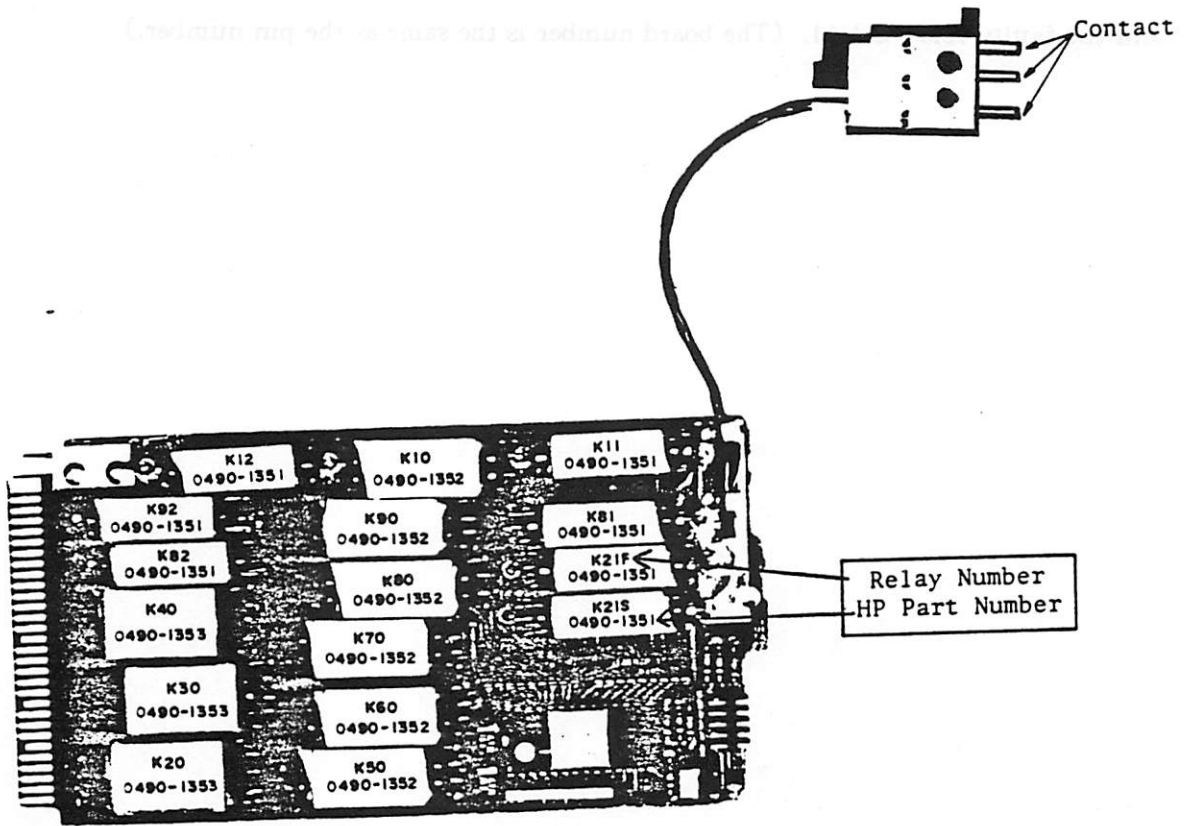 (The board number is the same as the pin number.)
Contact
K12
0490-1351
K10
0490-1352
K11
0490-1351
K92
0490-1351
K90
0490-1352
K81
0490-1351
K82
0490-1351
K80
0490-1352
K21F
0490-1351
K40
0490-1353
K21S
0490-1351
Relay Number
HP Part Number
K70
0490-1352
K30
0490-1353
K60
0490-1352
K20
0490-1353
K50
0490-1352